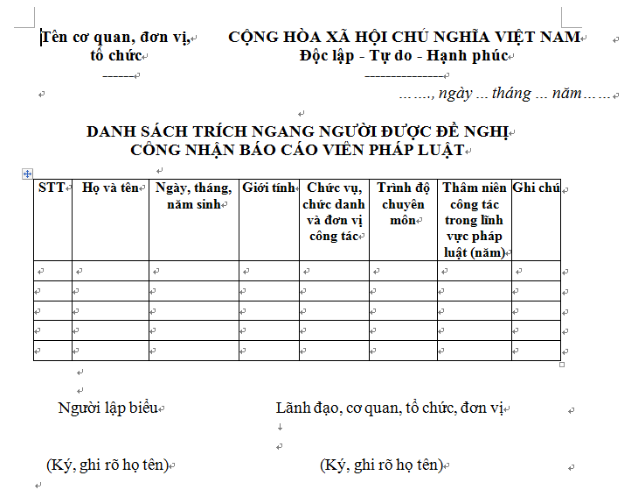 Tên cơ quan, đơn vị,
tổ chức
-------
CỘNG HÒA XÃ HỘI CHỦ NGHĨA VIỆT NAM
Độc lập - Tự do - Hạnh phúc
----------------
……., ngày … tháng … năm……
DANH SÁCH TRÍCH NGANG NGƯỜI ĐƯỢC ĐỀ NGHỊ
CÔNG NHẬN BÁO CÁO VIÊN PHÁP LUẬT
STT
Họ và tên
Ngày, tháng,
năm sinh
Giới tính
Chức vụ,
chức danh
và đơn vị
công tác
Trình độ
chuyên
môn
Thâm niên
công tác
trong lĩnh
vực pháp
luật (năm)
Ghi chú
Người lập biểu
Lãnh đạo, cơ quan, tổ chức, đơn vị
(Ký, ghi rõ họ tên)
(Ký, ghi rõ họ tên)